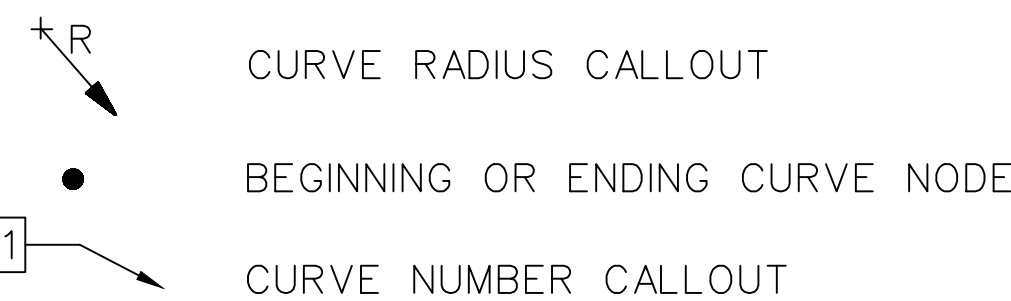 R CURVE RADIUS CALLOUT
BEGINNING OR ENDING CURVE NODE
1 CURVE NUMBER CALLOUT